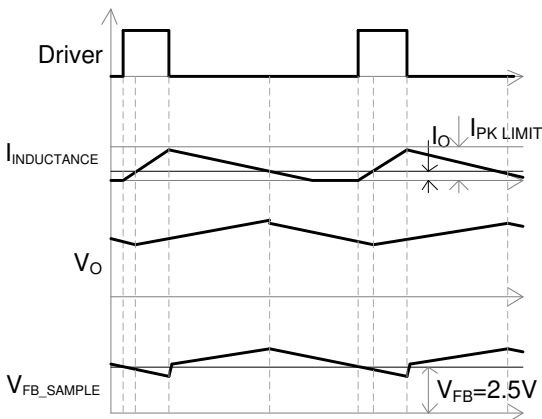 Driver
I_O
I_PK LIMIT
I_INDUCTANCE
V_O
V_FB_SAMPLE
V_FB=2.5V